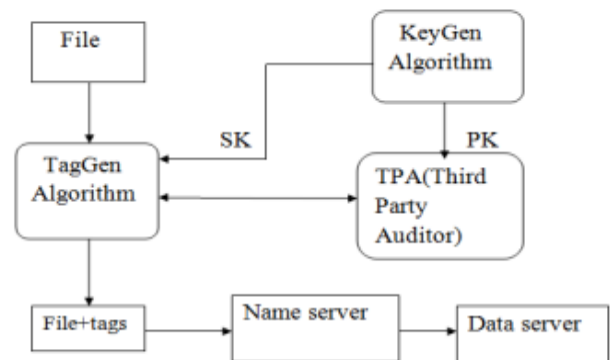 File
KeyGen
Algorithm
SK
PK
TagGen
Algorithm
TPA(Third
Party
Auditor)
File+tags
Name server
Data server